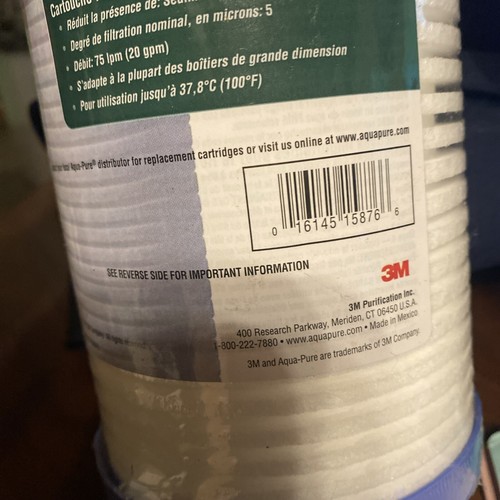 Cartouche
• Réduit la présence de:
• Degré de filtration nominal, en microns: 5
• Débit: 75 lpm (20 gpm)
• S'adapte à la plupart des boîtiers de grande dimension
• Pour utilisation jusqu'à 37,8°C (100°F)
Aqua-Pure® distributor for replacement cartridges or visit us online at www.aquapure.com
0 16145 15876 6
SEE REVERSE SIDE FOR IMPORTANT INFORMATION
3M
3M Purification Inc.
400 Research Parkway, Meriden, CT 06450 U.S.A.
1-800-222-7880 • www.aquapure.com • Made in Mexico
3M and Aqua-Pure are trademarks of 3M Company.